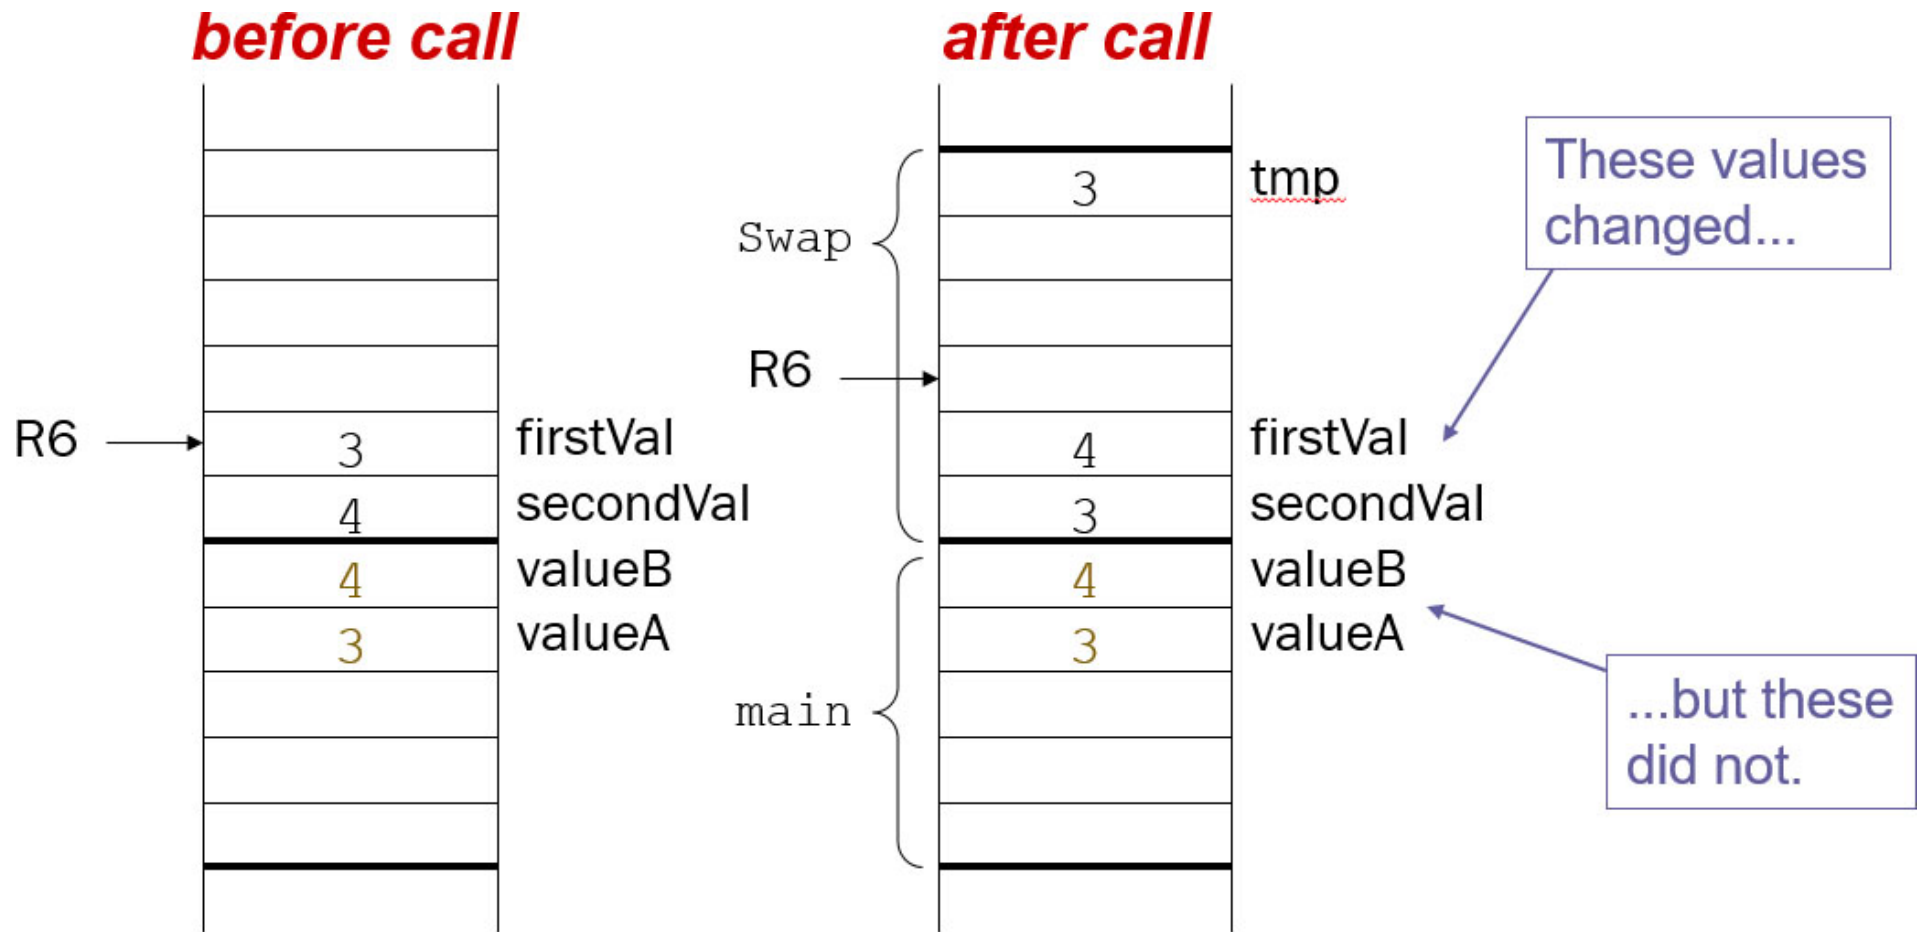 before call
after call
3
tmp
Swap
These values
changed...
R6
R6
3
firstVal
4
firstVal
4
secondVal
3
secondVal
4
valueB
4
valueB
3
valueA
3
valueA
main
...but these
did not.